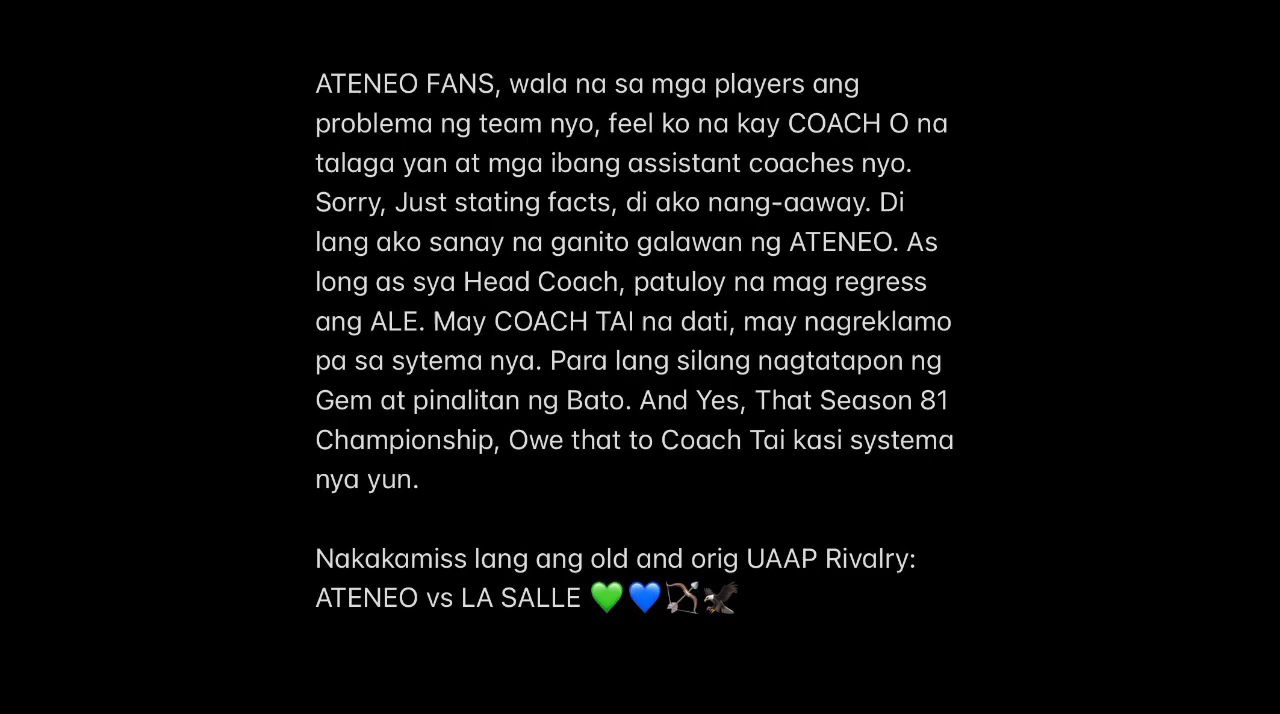 ATENEO FANS, wala na sa mga players ang
problema ng team nyo, feel ko na kay COACH O na
talaga yan at mga ibang assistant coaches nyo.
Sorry, Just stating facts, di ako nang-aaway. Di
lang ako sanay na ganito galawan ng ATENEO. As
long as sya Head Coach, patuloy na mag regress
ang ALE. May COACH TAI na dati, may nagreklamo
pa sa sytema nya. Para lang silang nagtatapon ng
Gem at pinalitan ng Bato. And Yes, That Season 81
Championship, Owe that to Coach Tai kasi systema
nya yun.
Nakakamiss lang ang old and orig UAAP Rivalry:
ATENEO vs LA SALLE 💚💙🏹🦅